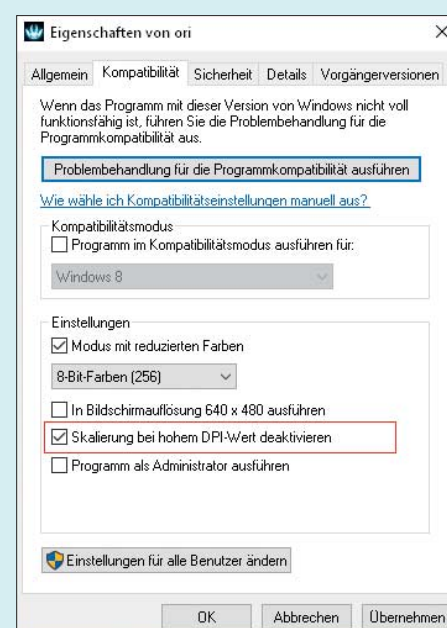 Eigenschaften von ori
Allgemein Kompatibilität Sicherheit Details Vorgängerversionen
Wenn das Programm mit dieser Version von Windows nicht voll
funktionsfähig ist, führen Sie die Problembehandlung für die
Programmkompatibilität aus.
Problembehandlung für die Programmkompatibilität ausführen
Wie wähle ich Kompatibilitätseinstellungen manuell aus?
Kompatibilitätsmodus
Programm im Kompatibilitätsmodus ausführen für:
Windows 8
Einstellungen
Modus mit reduzierten Farben
8-Bit-Farben (256)
In Bildschirmauflösung 640 x 480 ausführen
Skalierung bei hohem DPI-Wert deaktivieren
Programm als Administrator ausführen
Einstellungen für alle Benutzer ändern
OK Abbrechen Übernehmen